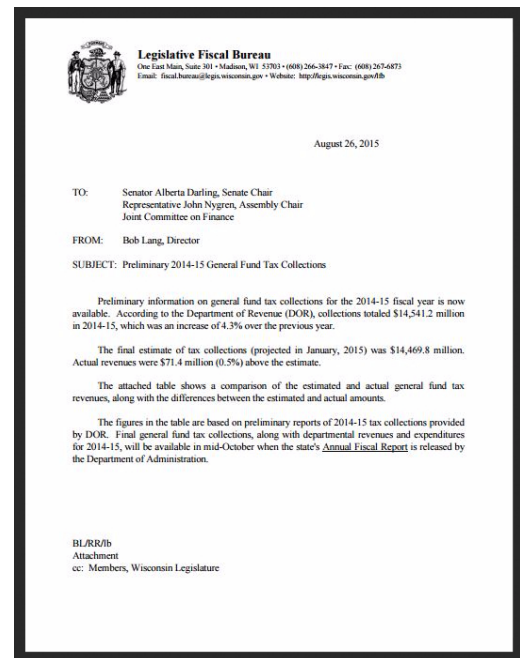 Legislative Fiscal Bureau
One East Main, Suite 301 • Madison, WI 53703 • (608) 266-3847 • Fax: (608) 267-6873
Email: fiscal.bureau@legis.wisconsin.gov • Website: http://legis.wisconsin.gov/lfb
August 26, 2015
TO: Senator Alberta Darling, Senate Chair
Representative John Nygren, Assembly Chair
Joint Committee on Finance
FROM: Bob Lang, Director
SUBJECT: Preliminary 2014-15 General Fund Tax Collections
Preliminary information on general fund tax collections for the 2014-15 fiscal year is now
available. According to the Department of Revenue (DOR), collections totaled $14,541.2 million
in 2014-15, which was an increase of 4.3% over the previous year.
The final estimate of tax collections (projected in January, 2015) was $14,469.8 million.
Actual revenues were $71.4 million (0.5%) above the estimate.
The attached table shows a comparison of the estimated and actual general fund tax
revenues, along with the differences between the estimated and actual amounts.
The figures in the table are based on preliminary reports of 2014-15 tax collections provided
by DOR. Final general fund tax collections, along with departmental revenues and expenditures
for 2014-15, will be available in mid-October when the state's Annual Fiscal Report is released by
the Department of Administration.
BL/RR/lb
Attachment
cc: Members, Wisconsin Legislature